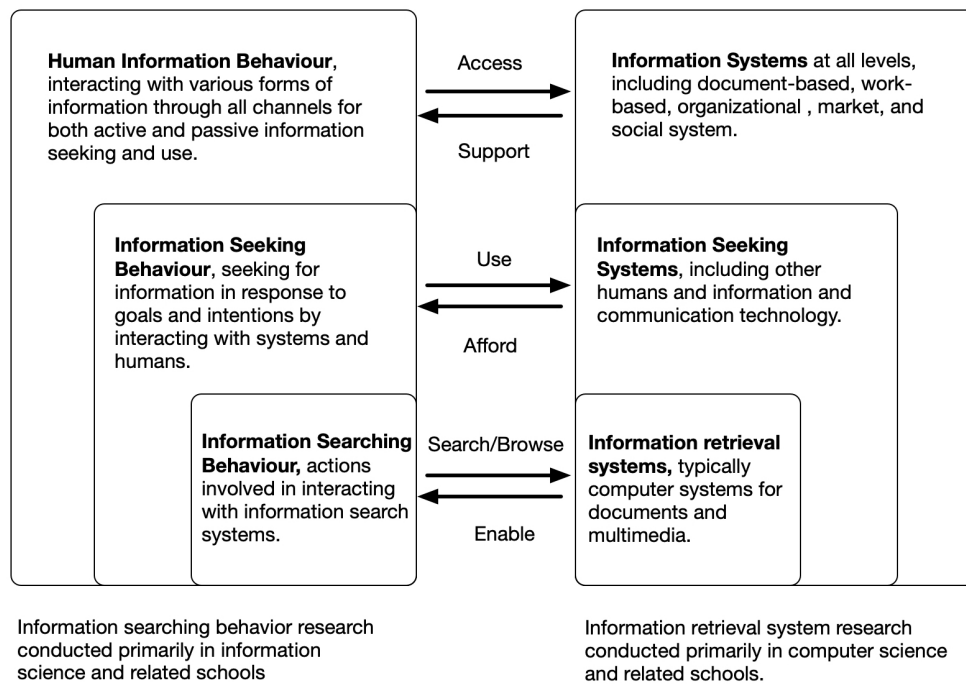 Human Information Behaviour,
interacting with various forms of
information through all channels for
both active and passive information
seeking and use.
Access
Support
Information Systems at all levels,
including document-based, work-
based, organizational , market, and
social system.
Information Seeking
Behaviour, seeking for
information in response to
goals and intentions by
interacting with systems and
humans.
Use
Afford
Information Seeking
Systems, including other
humans and information and
communication technology.
Information Searching
Behaviour, actions
involved in interacting
with information search
systems.
Search/Browse
Enable
Information retrieval
systems, typically
computer systems for
documents and
multimedia.
Information searching behavior research
conducted primarily in information
science and related schools
Information retrieval system research
conducted primarily in computer science
and related schools.